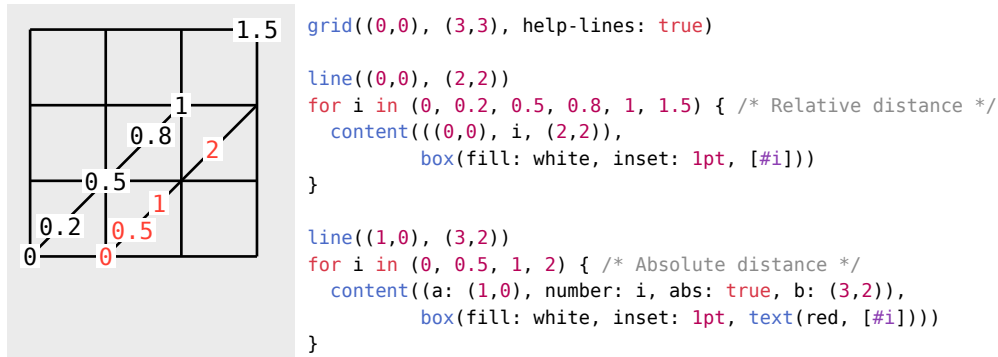 1.5
1
0.8
2
0.5
1
0.2
0.5
0
0
grid((0,0), (3,3), help-lines: true)
line((0,0), (2,2))
for i in (0, 0.2, 0.5, 0.8, 1, 1.5) { /* Relative distance */
  content(((0,0), i, (2,2)),
          box(fill: white, inset: 1pt, [#i]))
}
line((1,0), (3,2))
for i in (0, 0.5, 1, 2) { /* Absolute distance */
  content((a: (1,0), number: i, abs: true, b: (3,2)),
          box(fill: white, inset: 1pt, text(red, [#i])))
}